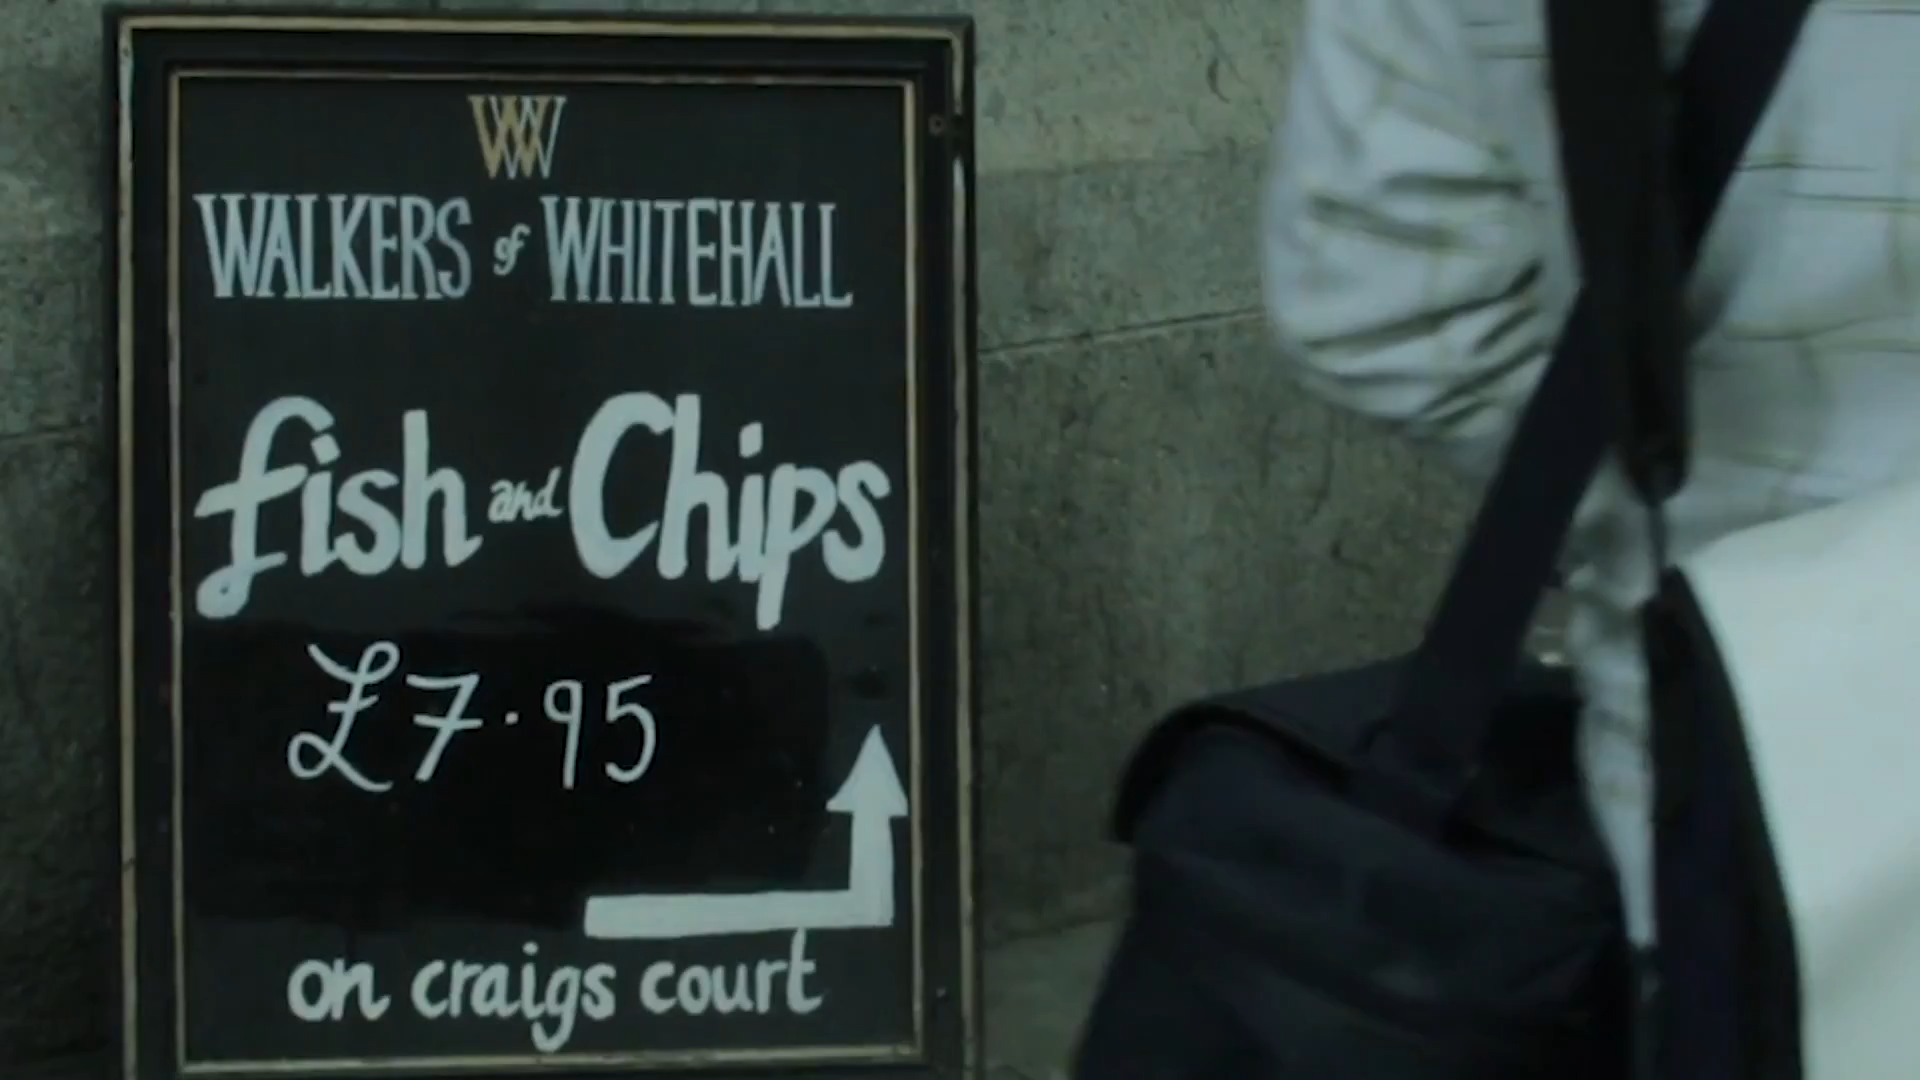 WW
WALKERS of WHITEHALL
fish and Chips
£7.95
on craigs court